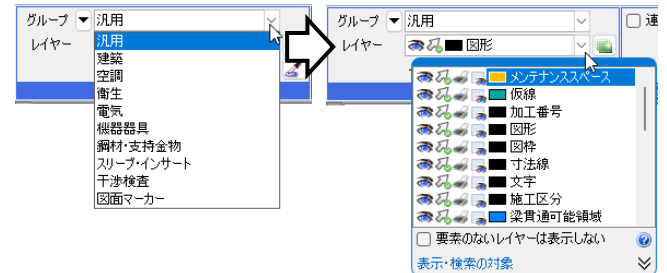 グループ ▼ 汎用
レイヤー
汎用
建築
空調
衛生
電気
機器器具
鋼材・支持金物
スリーブ・インサート
干渉検査
図面マーカー
グループ ▼ 汎用
レイヤー 図形
連
メンテナンススペース
仮線
加工番号
図形
図枠
寸法線
文字
施工区分
梁貫通可能領域
要素のないレイヤーは表示しない
表示・検索の対象